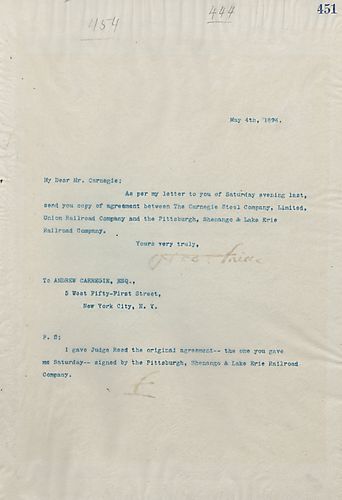 451
444
454
May 4th, 1896.
My Dear Mr. Carnegie;
As per my letter to you of Saturday evening last,
send you copy of agreement between The Carnegie Steel Company, Limited,
Union Railroad Company and the Pittsburgh, Shenango & Lake Erie
Railroad Company.
Yours very truly,
To ANDREW CARNEGIE, ESQ.,
5 West Fifty-First Street,
New York City, N. Y.
P. S;
I gave Judge Reed the original agreement-- the one you gave
me Saturday-- signed by the Pittsburgh, Shenango & Lake Erie Railroad
Company.